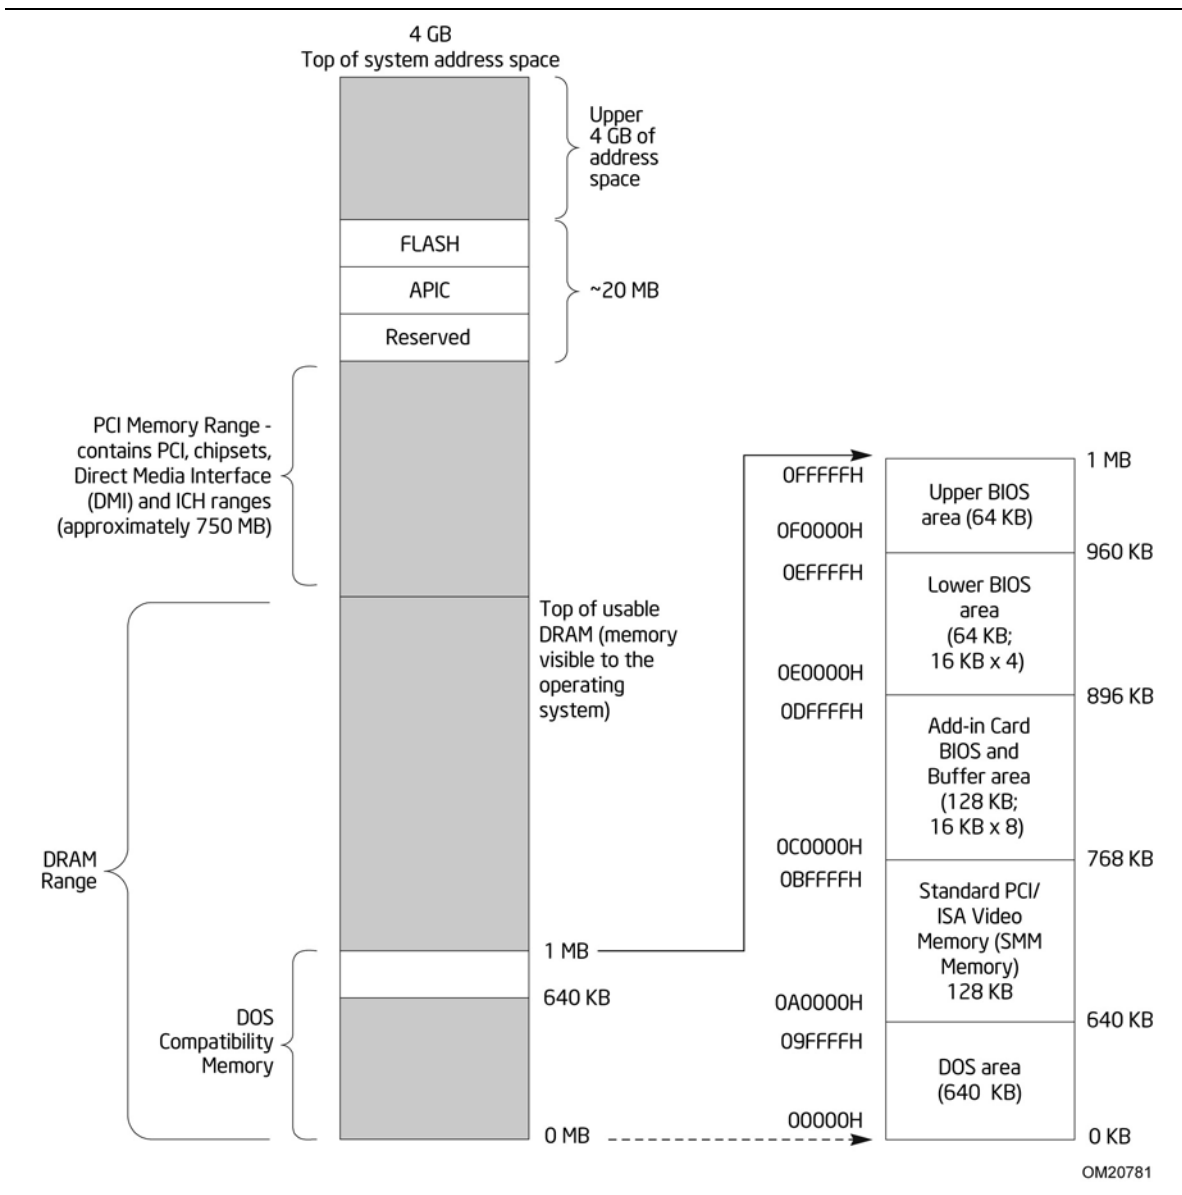 4 GB
Top of system address space
Upper
4 GB of
address
space
FLASH
APIC
~20 MB
Reserved
PCI Memory Range -
contains PCI, chipsets,
Direct Media Interface
(DMI) and ICH ranges
(approximately 750 MB)
Top of usable
DRAM (memory
visible to the
operating
system)
DRAM
Range
1 MB
640 KB
DOS
Compatibility
Memory
0 MB
0FFFFFH
0F0000H
0EFFFFH
0E0000H
0DFFFFH
0C0000H
0BFFFFH
0A0000H
09FFFFH
00000H
Upper BIOS
area (64 KB)
Lower BIOS
area
(64 KB;
16 KB x 4)
Add-in Card
BIOS and
Buffer area
(128 KB;
16 KB x 8)
Standard PCI/
ISA Video
Memory (SMM
Memory)
128 KB
DOS area
(640 KB)
1 MB
960 KB
896 KB
768 KB
640 KB
0 KB
OM20781